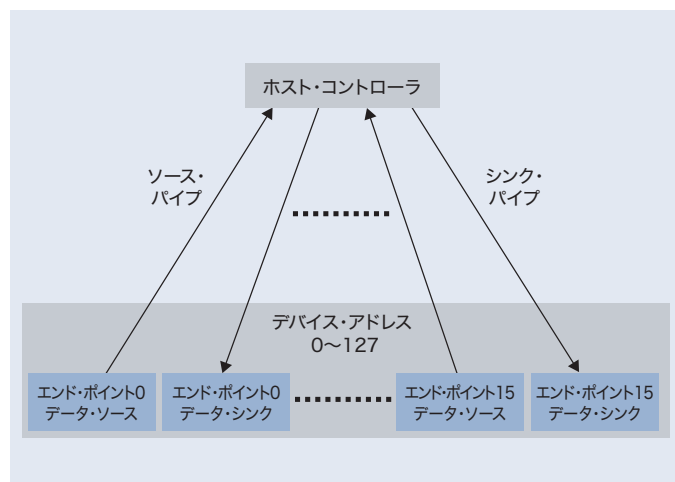 ホスト・コントローラ
ソース・
パイプ
シンク・
パイプ
デバイス・アドレス
0〜127
エンド・ポイント0
データ・ソース
エンド・ポイント0
データ・シンク
エンド・ポイント15
データ・ソース
エンド・ポイント15
データ・シンク